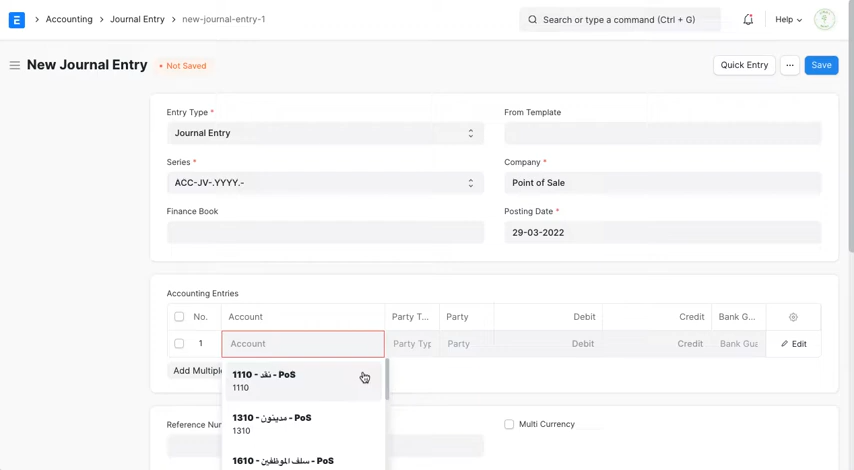 E > Accounting > Journal Entry > new-journal-entry-1 Search or type a command (Ctrl + G) Help
New Journal Entry • Not Saved Quick Entry ... Save
Entry Type * From Template
Journal Entry
Series * Company *
ACC-JV-.YYYY.- Point of Sale
Finance Book Posting Date *
29-03-2022
Accounting Entries
No. Account Party T... Party Debit Credit Bank G...
1 Account Party Typ Party Debit Credit Bank Gua Edit
Add Multiple
1110 - نقد - PoS
1110
1310 - مدينون - PoS
1310
1610 - سلف الموظفين - PoS
Reference Nu Multi Currency